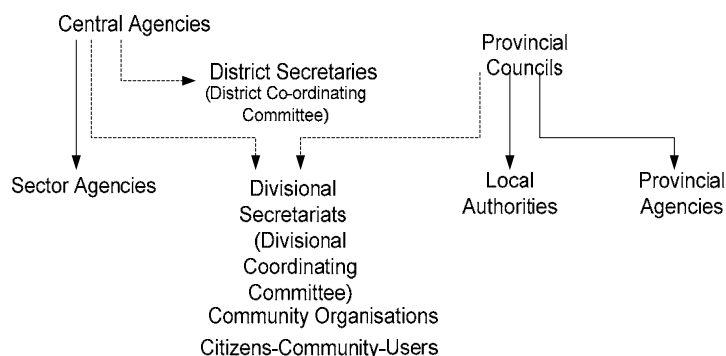 Central Agencies
Provincial
Councils
District Secretaries
(District Co-ordinating
Committee)
Sector Agencies
Divisional
Secretariats
(Divisional
Coordinating
Committee)
Local
Authorities
Provincial
Agencies
Community Organisations
Citizens-Community-Users